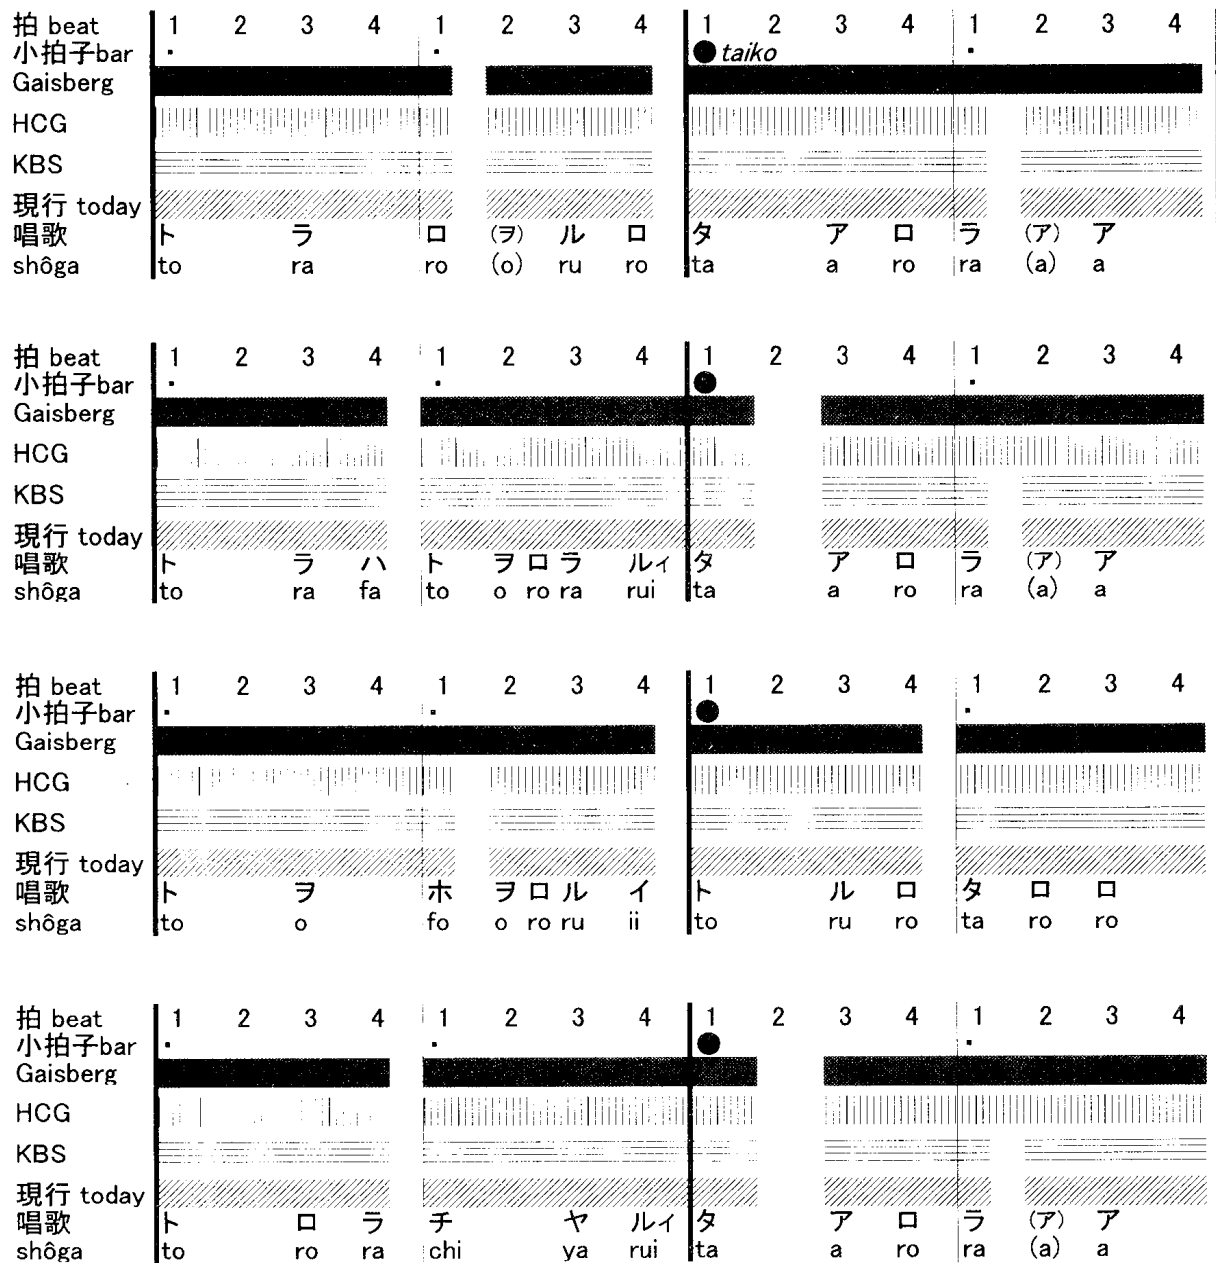 拍 beat 1 2 3 4 1 2 3 4 1 2 3 4 1 2 3 4
小拍子bar taiko
Gaisberg
HCG
KBS
現行 today
唱歌 ト ラ ロ (ヲ) ル ロ タ ア ロ ラ (ア) ア
shôga to ra ro (o) ru ro ta a ro ra (a) a
拍 beat 1 2 3 4 1 2 3 4 1 2 3 4 1 2 3 4
小拍子bar
Gaisberg
HCG
KBS
現行 today
唱歌 ト ラ ハ ト ヲ ロ ラ ルィ タ ア ロ ラ (ア) ア
shôga to ra fa to o ro ra rui ta a ro ra (a) a
拍 beat 1 2 3 4 1 2 3 4 1 2 3 4 1 2 3 4
小拍子bar
Gaisberg
HCG
KBS
現行 today
唱歌 ト ヲ ホ ヲ ロ ル イ ト ル ロ タ ロ ロ
shôga to o fo o ro ru ii to ru ro ta ro ro
拍 beat 1 2 3 4 1 2 3 4 1 2 3 4 1 2 3 4
小拍子bar
Gaisberg
HCG
KBS
現行 today
唱歌 ト ロ ラ チ ヤ ルィ タ ア ロ ラ (ア) ア
shôga to ro ra chi ya rui ta a ro ra (a) a